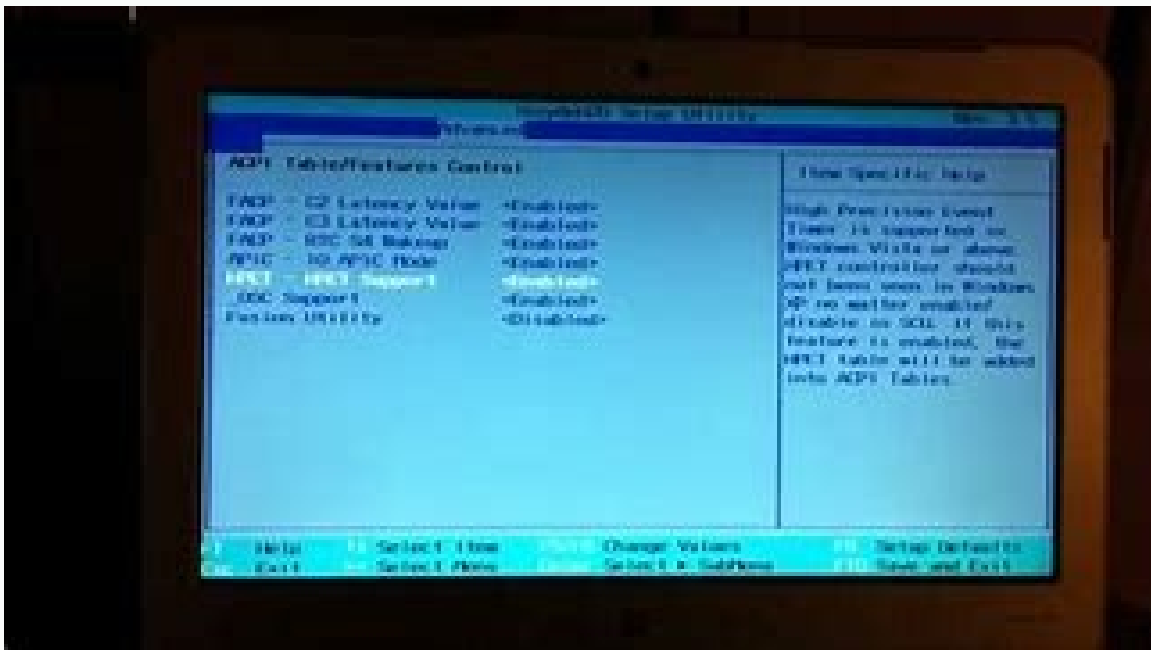 Setup Utility
Advanced
ACPI Table/Features Control
Item Specific Help
FACP - C2 Latency Value <Enabled>
FACP - C3 Latency Value <Enabled>
FACP - RTC S4 Wakeup <Enabled>
APIC - IO APIC Mode <Enabled>
HPET - HPET Support <Enabled>
_OSC Support <Enabled>
Fusion Utility <Disabled>
High Precision Event
Timer is supported in
Windows Vista or above.
HPET controller should
not been seen in Windows
XP no matter enabled
disable in SCU. If this
feature is enabled, the
HPET table will be added
into ACPI Tables.
Help Select Item Change Values Setup Defaults
Exit Select Menu Select SubMenu Save and Exit